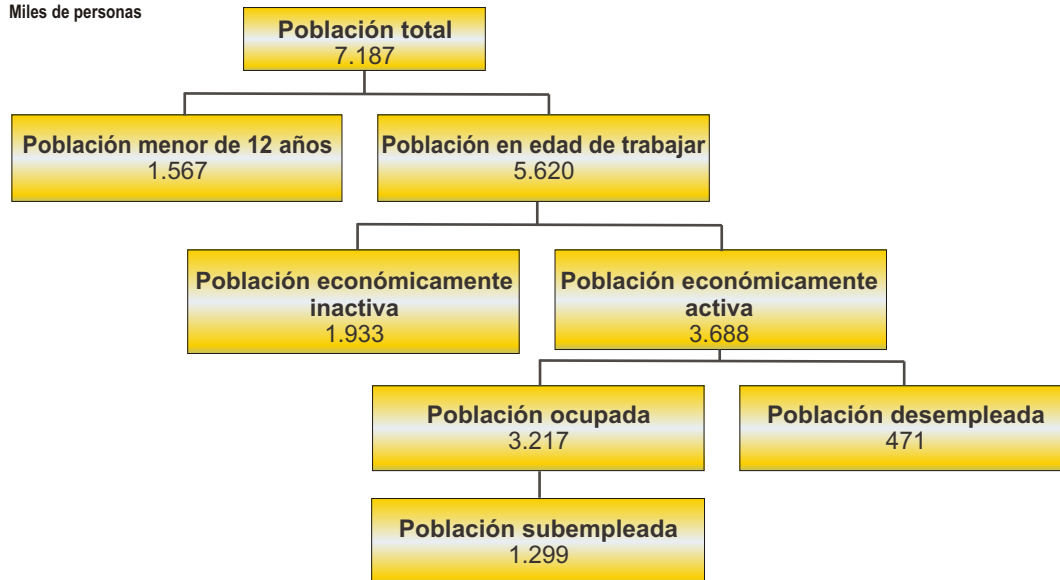 Miles de personas
Población total
7.187
Población menor de 12 años
1.567
Población en edad de trabajar
5.620
Población económicamente
inactiva
1.933
Población económicamente
activa
3.688
Población ocupada
3.217
Población desempleada
471
Población subempleada
1.299